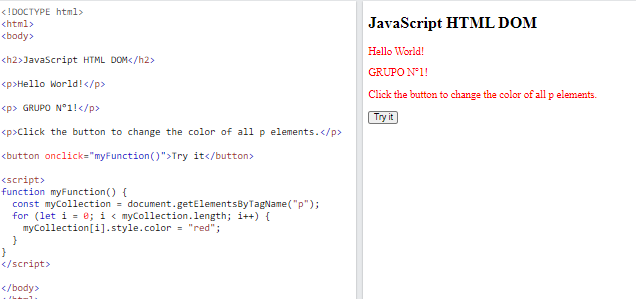 <!DOCTYPE html>
<html>
<body>
<h2>JavaScript HTML DOM</h2>
<p>Hello World!</p>
<p> GRUPO N°1!</p>
<p>Click the button to change the color of all p elements.</p>
<button onclick="myFunction()">Try it</button>
<script>
function myFunction() {
  const myCollection = document.getElementsByTagName("p");
  for (let i = 0; i < myCollection.length; i++) {
    myCollection[i].style.color = "red";
  }
}
</script>
</body>
</html>
JavaScript HTML DOM
Hello World!
GRUPO N°1!
Click the button to change the color of all p elements.
Try it